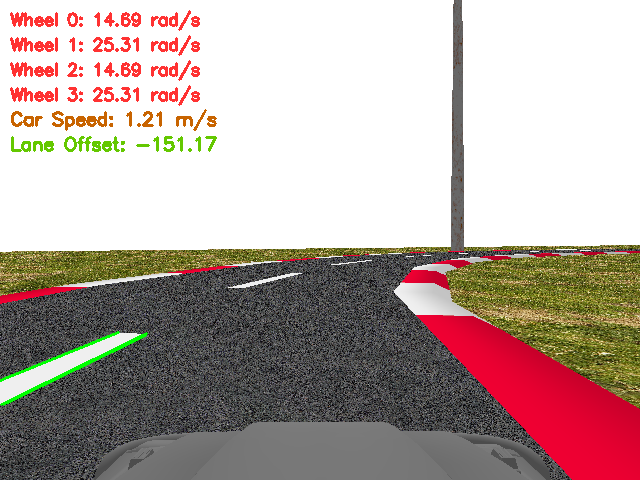 Wheel 0: 14.69 rad/s
Wheel 1: 25.31 rad/s
Wheel 2: 14.69 rad/s
Wheel 3: 25.31 rad/s
Car Speed: 1.21 m/s
Lane Offset: -151.17